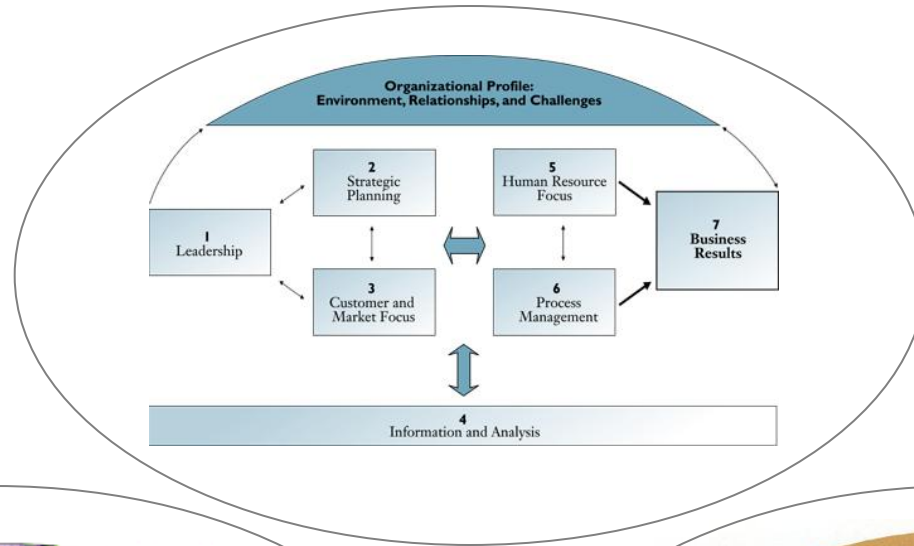 Organizational Profile:
Environment, Relationships, and Challenges
1
Leadership
2
Strategic
Planning
3
Customer and
Market Focus
5
Human Resource
Focus
6
Process
Management
7
Business
Results
4
Information and Analysis